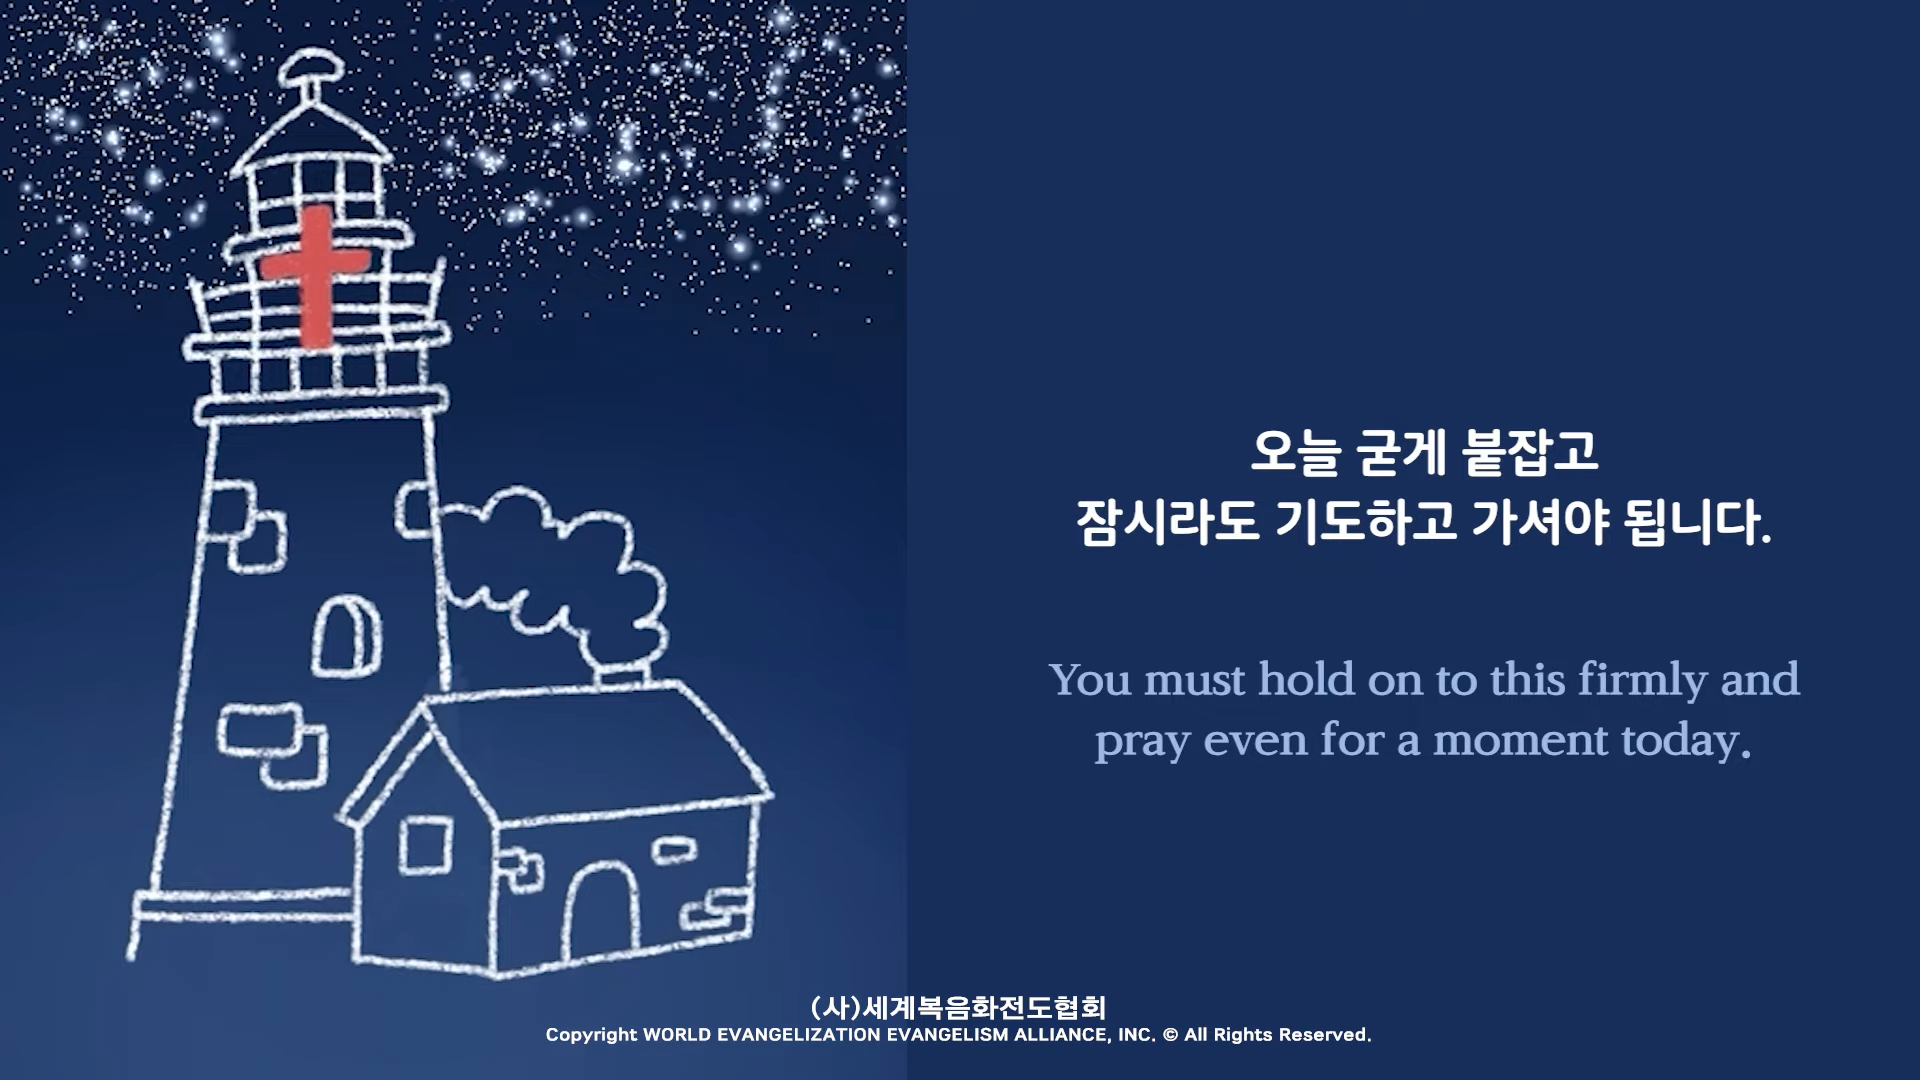 오늘 굳게 붙잡고
잠시라도 기도하고 가셔야 됩니다.
You must hold on to this firmly and
pray even for a moment today.
(사)세계복음화전도협회
Copyright WORLD EVANGELIZATION EVANGELISM ALLIANCE, INC. © All Rights Reserved.